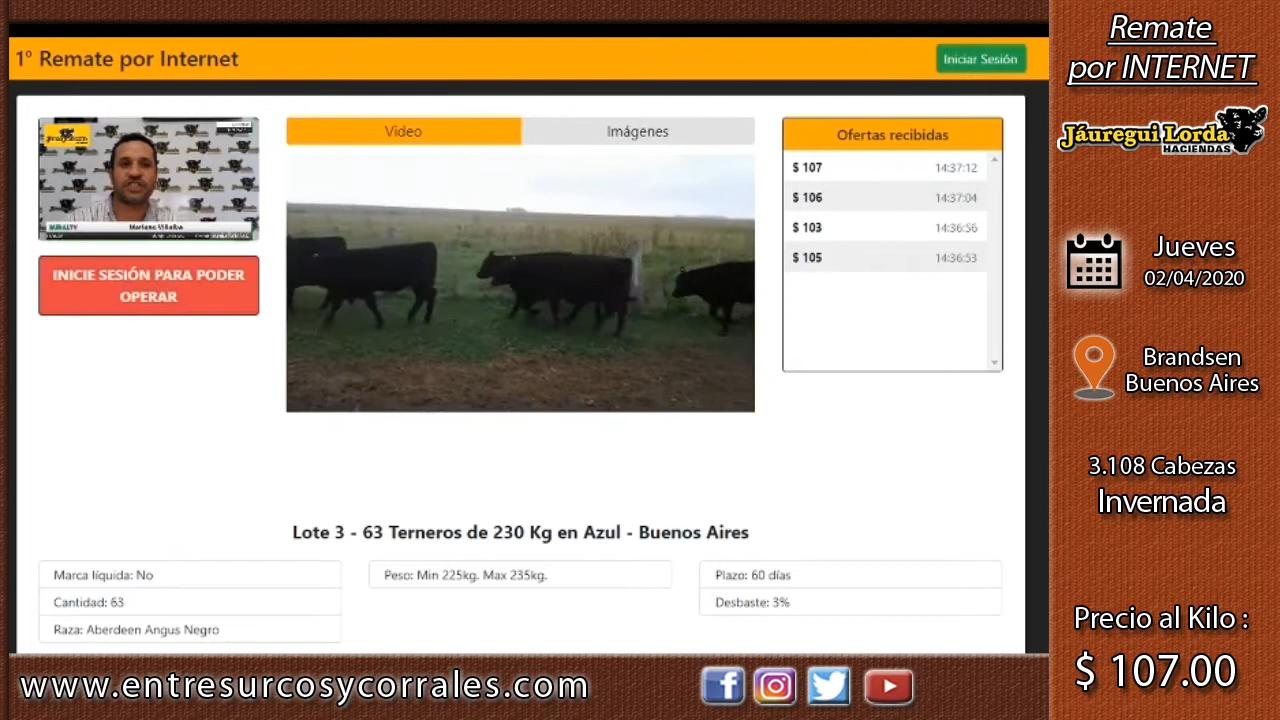 1° Remate por Internet
Iniciar Sesión
Mariano Villalba
INICIE SESIÓN PARA PODER
OPERAR
Video
Imágenes
Ofertas recibidas
$ 107 14:37:12
$ 106 14:37:04
$ 103 14:36:56
$ 105 14:36:53
Lote 3 - 63 Terneros de 230 Kg en Azul - Buenos Aires
Marca líquida: No
Cantidad: 63
Raza: Aberdeen Angus Negro
Peso: Min 225kg. Max 235kg.
Plazo: 60 días
Desbaste: 3%
Remate
por INTERNET
Jáuregui Lorda
HACIENDAS
Jueves
02/04/2020
Brandsen
Buenos Aires
3.108 Cabezas
Invernada
Precio al Kilo :
$ 107.00
www.entresurcosycorrales.com